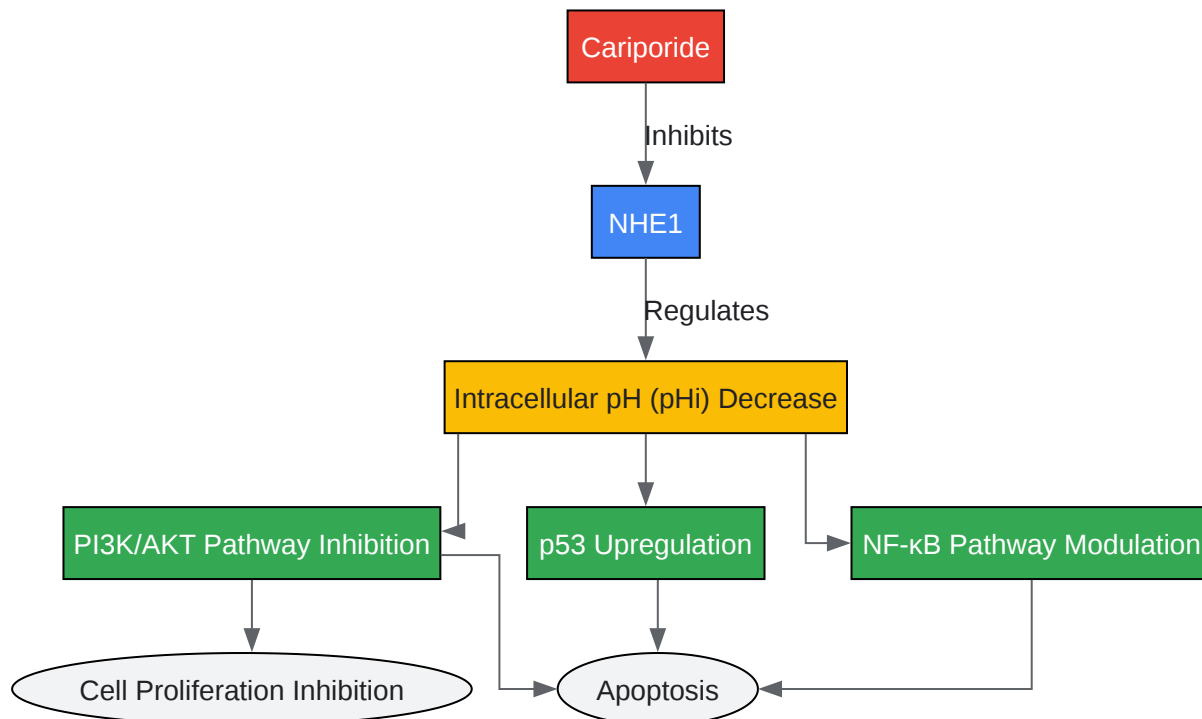 Cariporide
Inhibits
NHE1
Regulates
Intracellular pH (pHi) Decrease
PI3K/AKT Pathway Inhibition
p53 Upregulation
NF-κB Pathway Modulation
Cell Proliferation Inhibition
Apoptosis